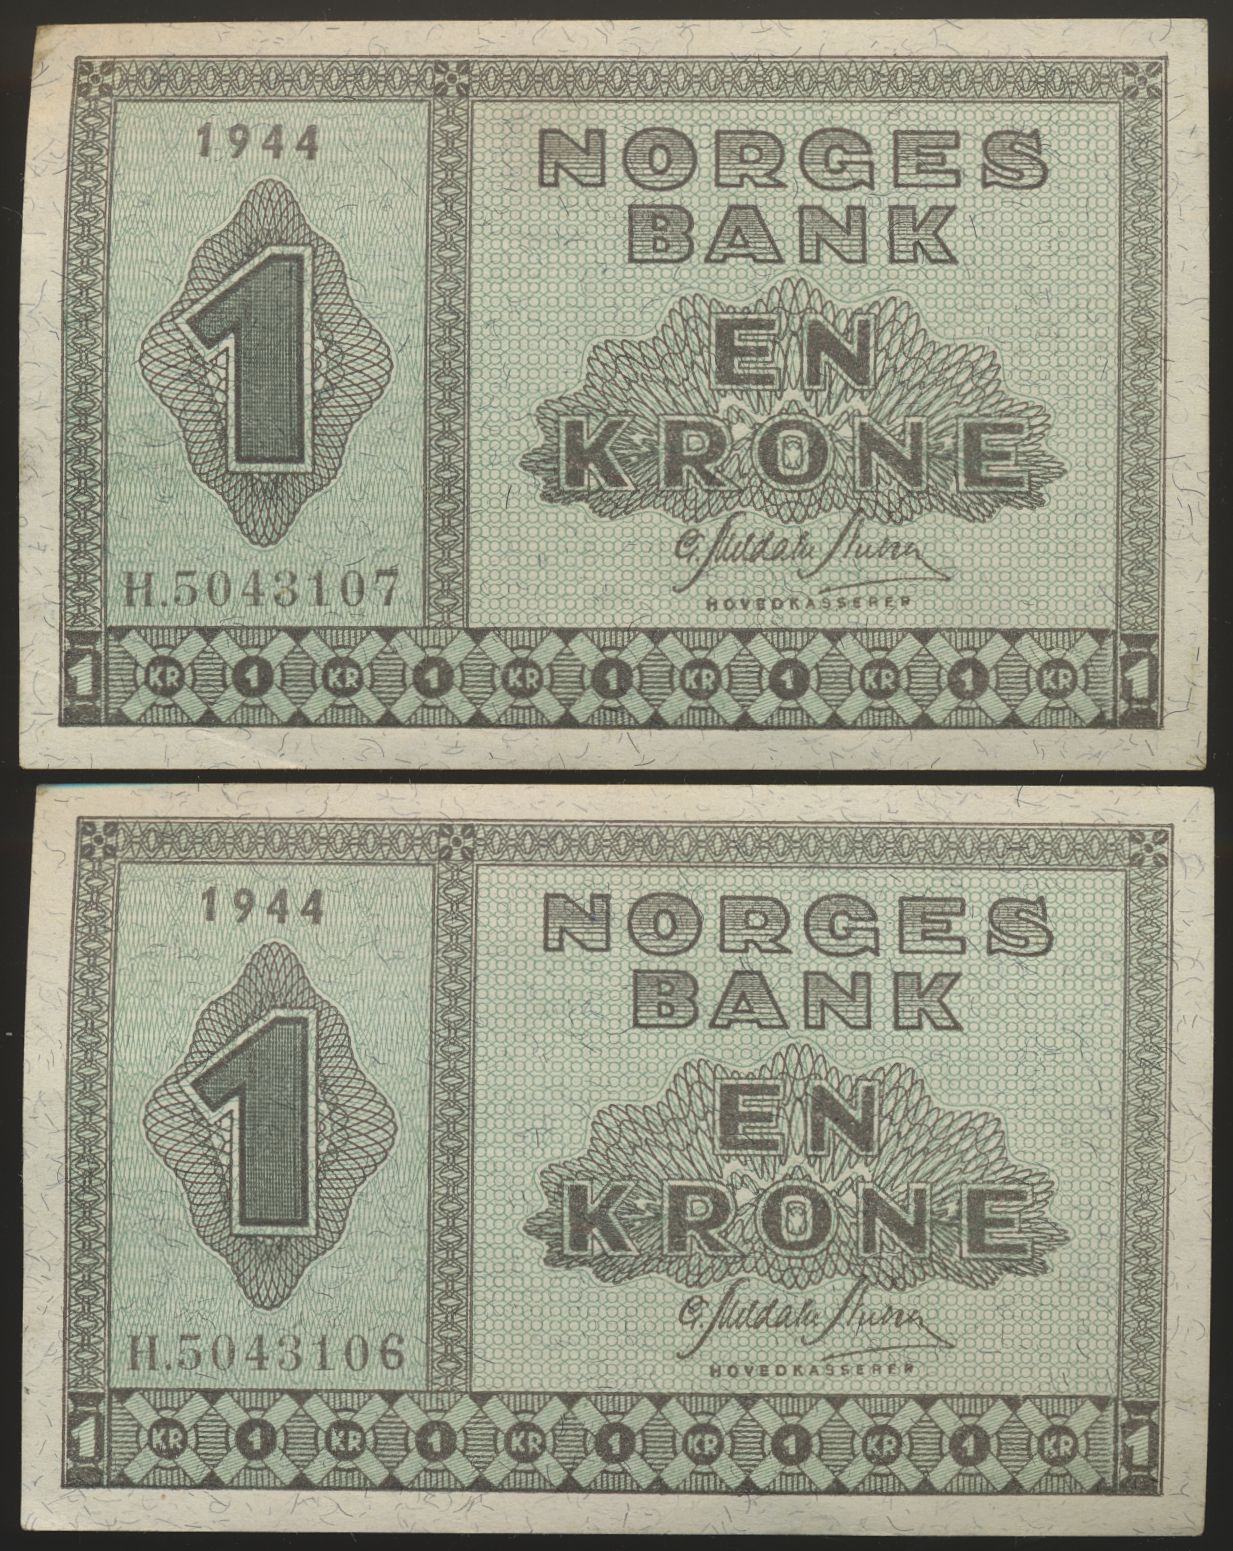 1944
NORGES
BANK
1
EN
KRONE
HOVEDKASSERER
H.5043107
1 KR 1 KR 1 KR 1 KR 1 KR 1 KR 1
1944
NORGES
BANK
1
EN
KRONE
HOVEDKASSERER
H.5043106
1 KR 1 KR 1 KR 1 KR 1 KR 1 KR 1